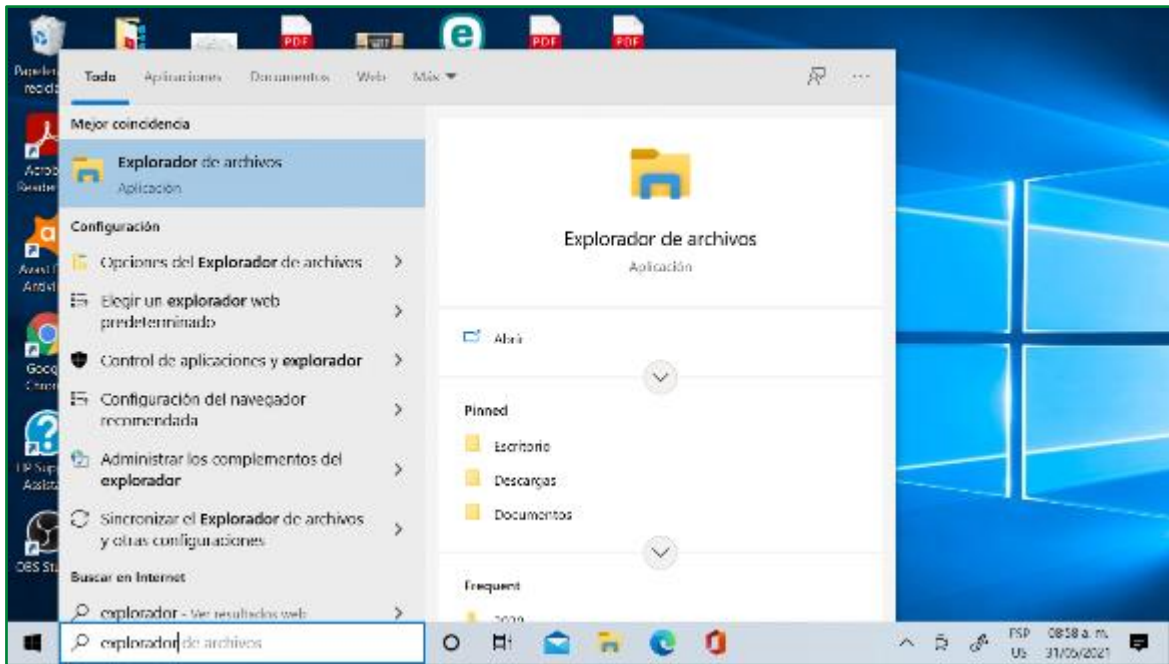 PDF
e
PDF
PDF
Todo Aplicaciones Documentos Web Más
Mejor coincidencia
Explorador de archivos
Aplicación
Configuración
Opciones del Explorador de archivos
Elegir un explorador web
predeterminado
Control de aplicaciones y explorador
Configuración del navegador
recomendada
Administrar los complementos del
explorador
Sincronizar el Explorador de archivos
y otras configuraciones
Buscar en Internet
explorador - Ver resultados web
explorador de archivos
Explorador de archivos
Aplicación
Abrir
Pinned
Escritorio
Descargas
Documentos
Frequent
ESP
US
08:58 a. m.
31/05/2021